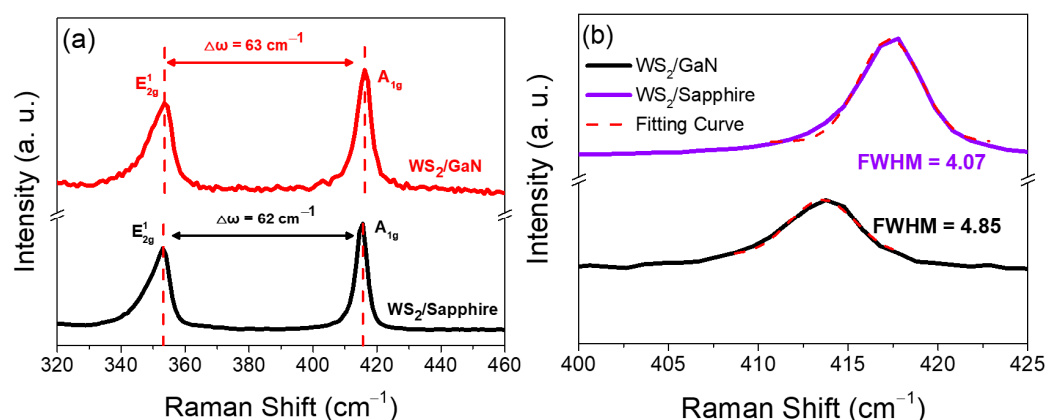 (a)
Δω = 63 cm⁻¹
E¹₂g
A₁g
WS₂/GaN
Δω = 62 cm⁻¹
E¹₂g
A₁g
WS₂/Sapphire
Intensity (a. u.)
320 340 360 380 400 420 440 460
Raman Shift (cm⁻¹)
(b)
WS₂/GaN
WS₂/Sapphire
Fitting Curve
FWHM = 4.07
FWHM = 4.85
Intensity (a. u.)
400 405 410 415 420 425
Raman Shift (cm⁻¹)